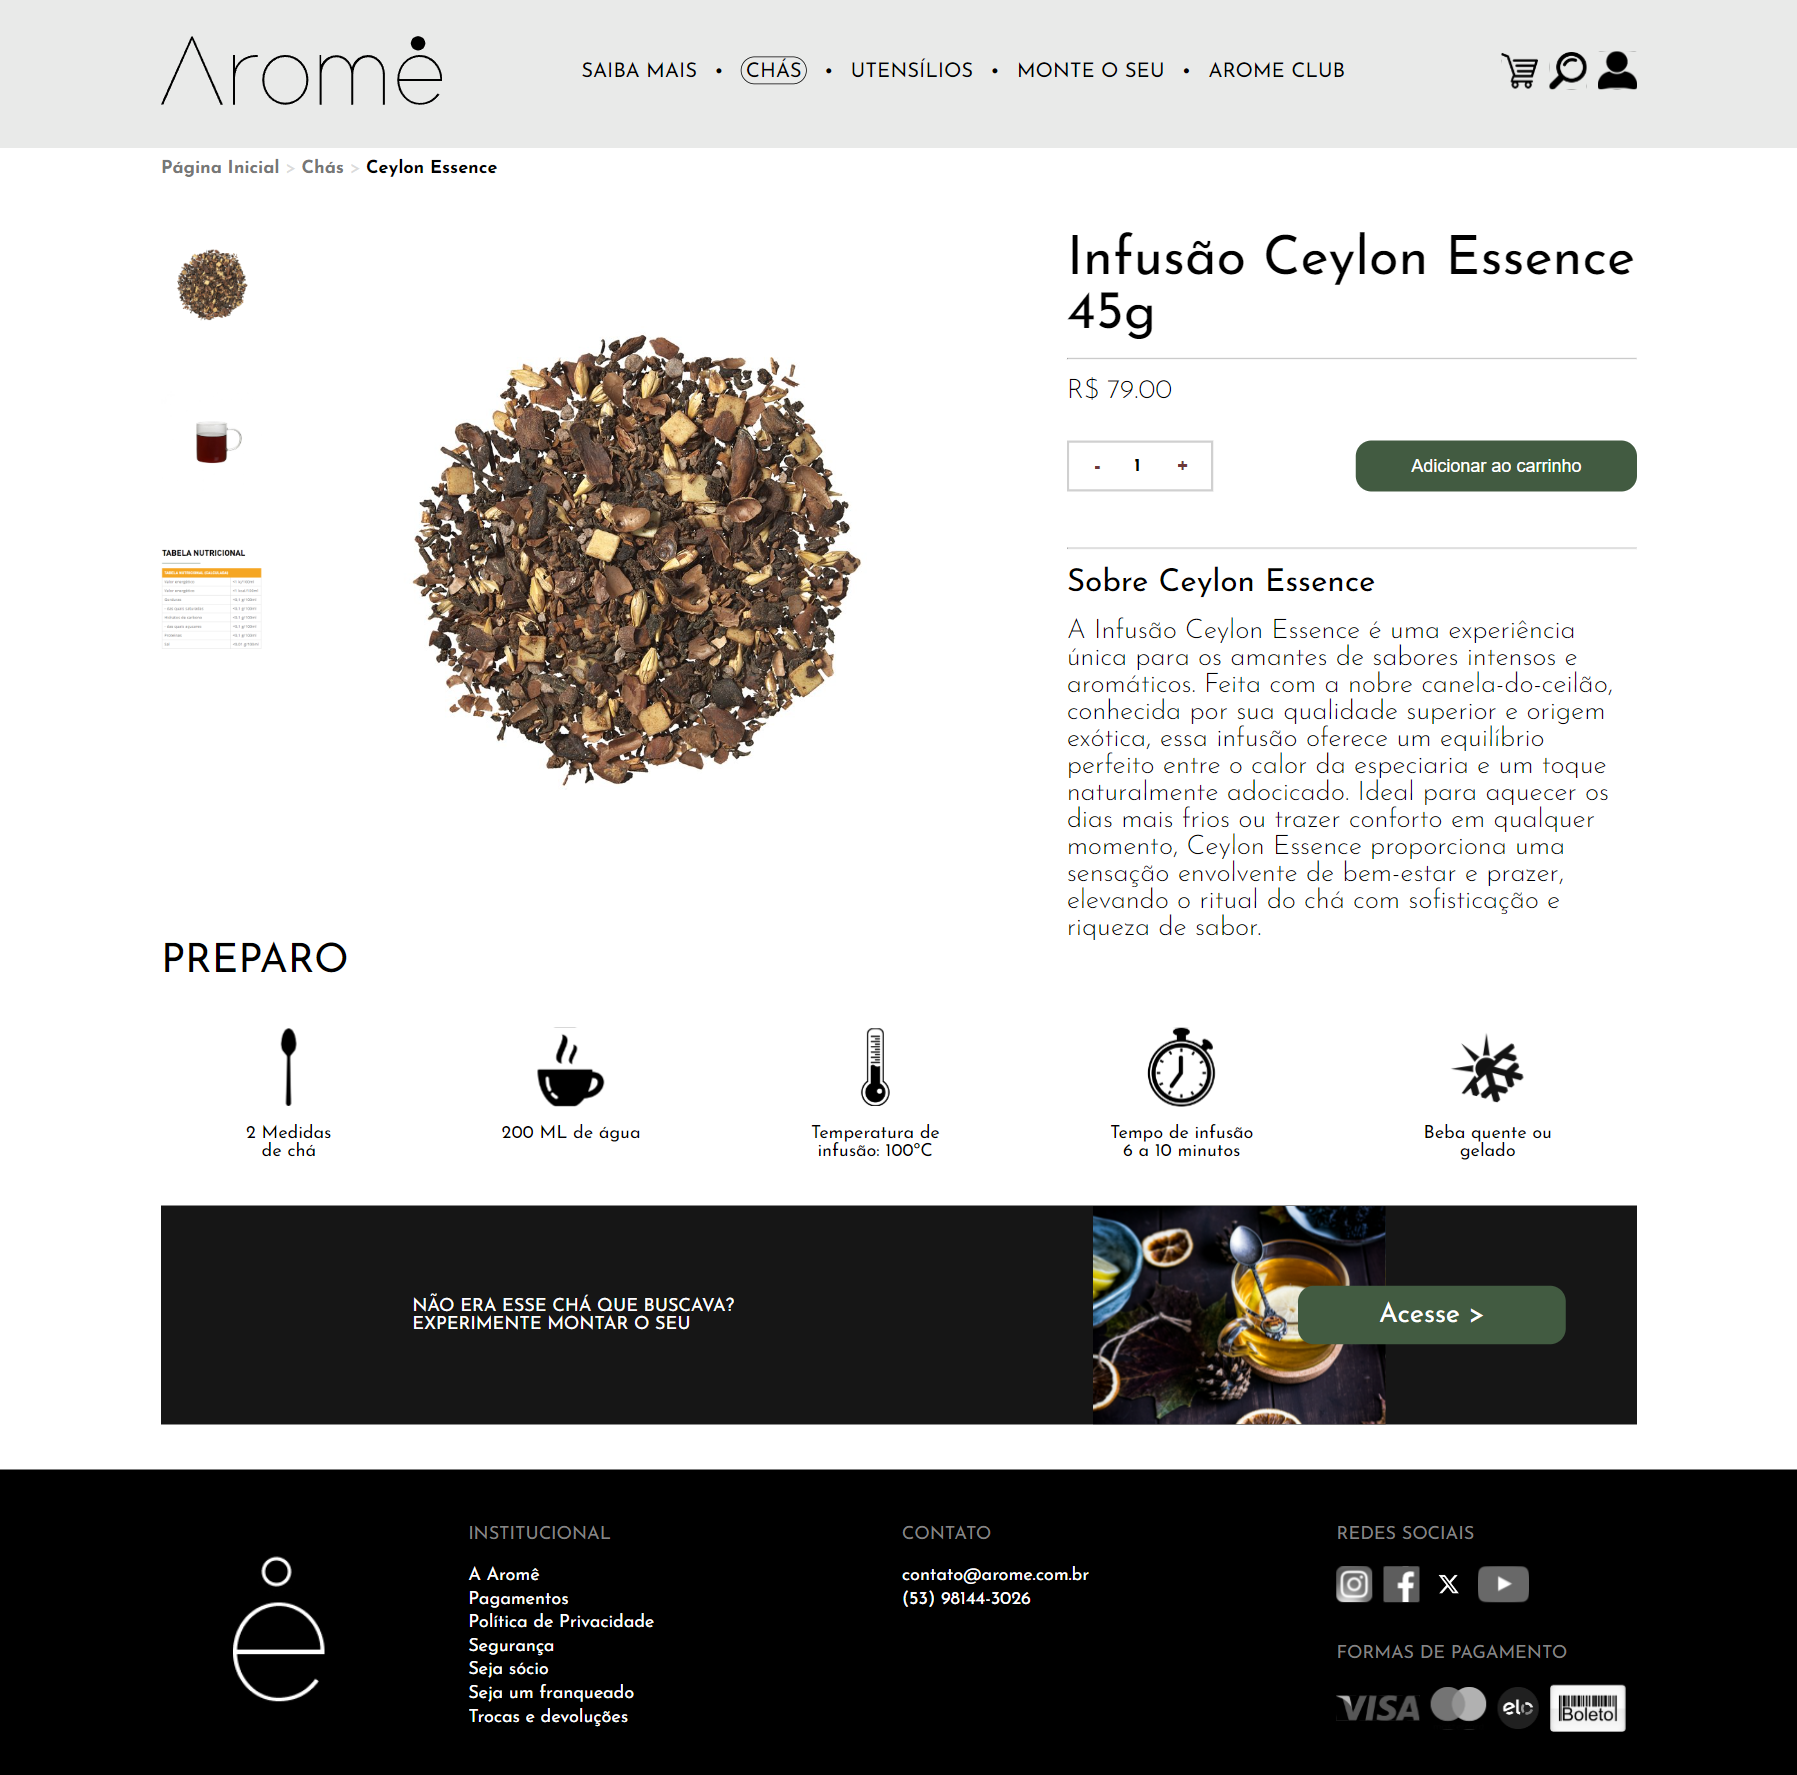 Aromê
SAIBA MAIS • CHÁS • UTENSÍLIOS • MONTE O SEU • AROME CLUB
Página Inicial > Chás > Ceylon Essence
Infusão Ceylon Essence
45g
R$ 79.00
- 1 +
Adicionar ao carrinho
TABELA NUTRICIONAL
Sobre Ceylon Essence
A Infusão Ceylon Essence é uma experiência
única para os amantes de sabores intensos e
aromáticos. Feita com a nobre canela-do-ceilão,
conhecida por sua qualidade superior e origem
exótica, essa infusão oferece um equilíbrio
perfeito entre o calor da especiaria e um toque
naturalmente adocicado. Ideal para aquecer os
dias mais frios ou trazer conforto em qualquer
momento, Ceylon Essence proporciona uma
sensação envolvente de bem-estar e prazer,
elevando o ritual do chá com sofisticação e
riqueza de sabor.
PREPARO
2 Medidas
de chá
200 ML de água
Temperatura de
infusão: 100°C
Tempo de infusão
6 a 10 minutos
Beba quente ou
gelado
NÃO ERA ESSE CHÁ QUE BUSCAVA?
EXPERIMENTE MONTAR O SEU
Acesse >
INSTITUCIONAL
A Aromê
Pagamentos
Política de Privacidade
Segurança
Seja sócio
Seja um franqueado
Trocas e devoluções
CONTATO
contato@arome.com.br
(53) 98144-3026
REDES SOCIAIS
FORMAS DE PAGAMENTO
VISA
elo
Boleto